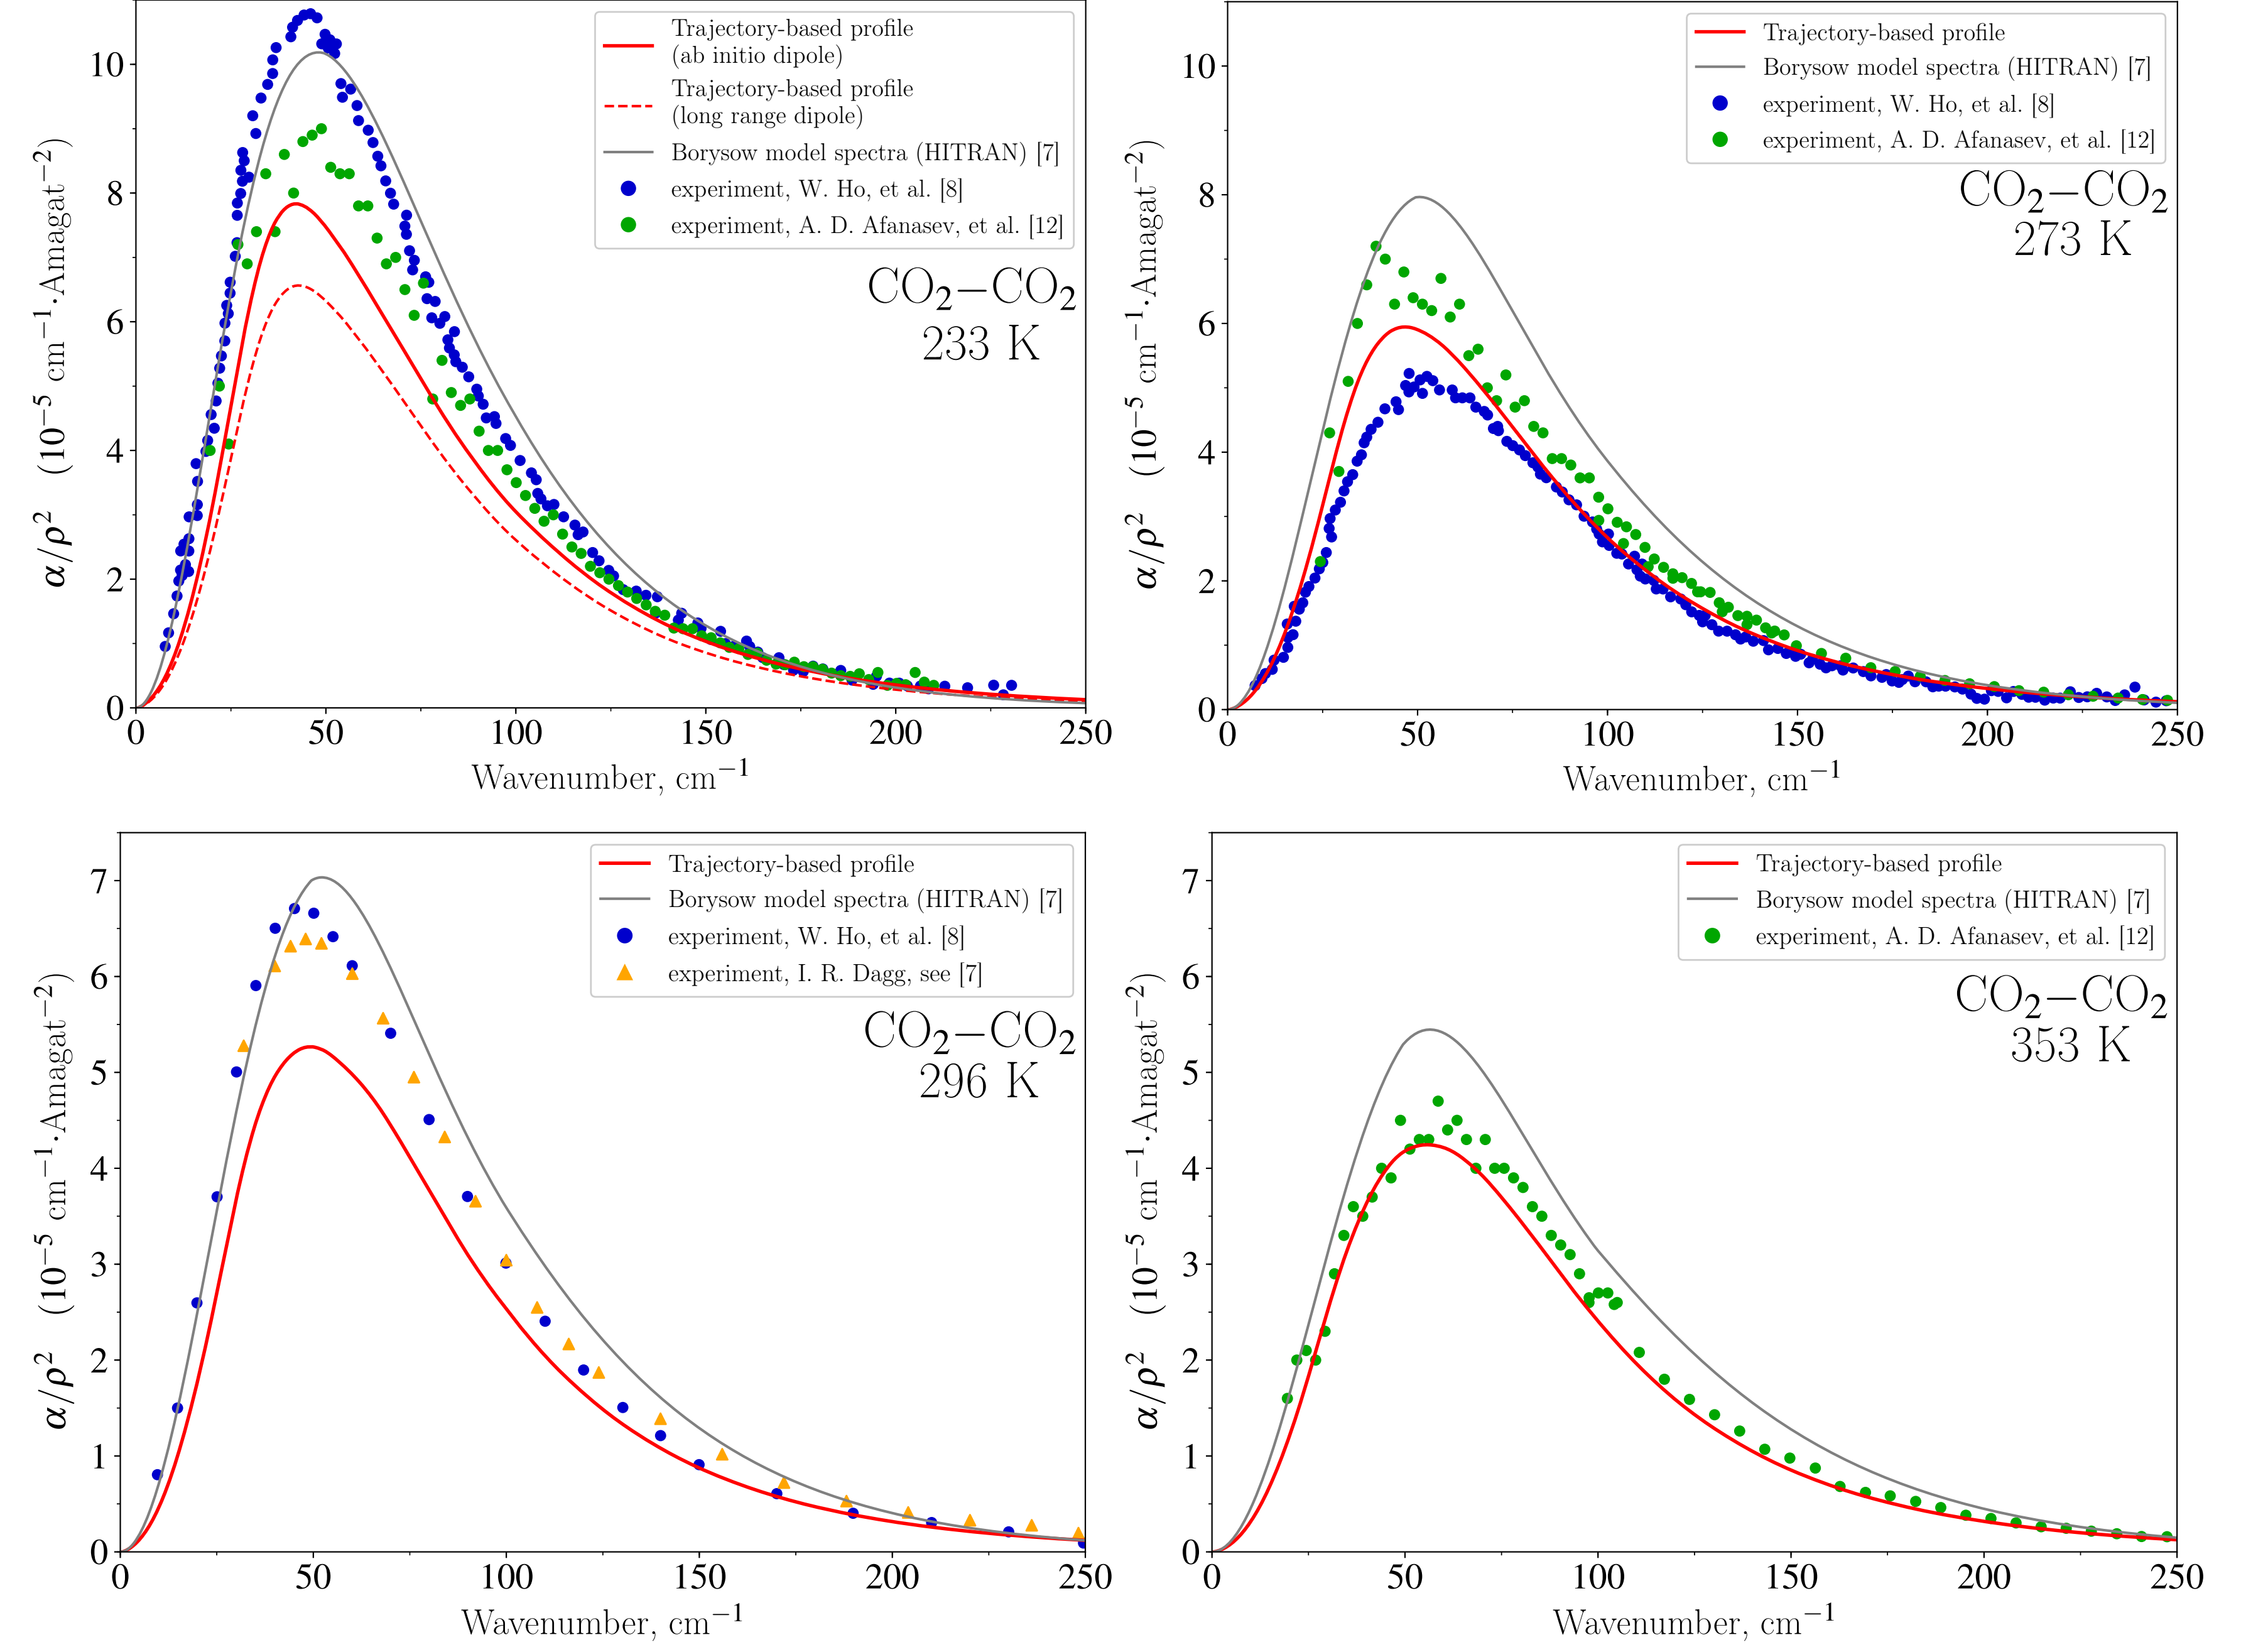 10
8
6
4
2
0
α/ρ² (10⁻⁵ cm⁻¹·Amagat⁻²)
Trajectory-based profile
(ab initio dipole)
Trajectory-based profile
(long range dipole)
Borysow model spectra (HITRAN) [7]
experiment, W. Ho, et al. [8]
experiment, A. D. Afanasev, et al. [12]
CO₂−CO₂
233 K
0 50 100 150 200 250
Wavenumber, cm⁻¹
10
8
6
4
2
0
α/ρ² (10⁻⁵ cm⁻¹·Amagat⁻²)
Trajectory-based profile
Borysow model spectra (HITRAN) [7]
experiment, W. Ho, et al. [8]
experiment, A. D. Afanasev, et al. [12]
CO₂−CO₂
273 K
0 50 100 150 200 250
Wavenumber, cm⁻¹
7
6
5
4
3
2
1
0
α/ρ² (10⁻⁵ cm⁻¹·Amagat⁻²)
Trajectory-based profile
Borysow model spectra (HITRAN) [7]
experiment, W. Ho, et al. [8]
experiment, I. R. Dagg, see [7]
CO₂−CO₂
296 K
0 50 100 150 200 250
Wavenumber, cm⁻¹
7
6
5
4
3
2
1
0
α/ρ² (10⁻⁵ cm⁻¹·Amagat⁻²)
Trajectory-based profile
Borysow model spectra (HITRAN) [7]
experiment, A. D. Afanasev, et al. [12]
CO₂−CO₂
353 K
0 50 100 150 200 250
Wavenumber, cm⁻¹